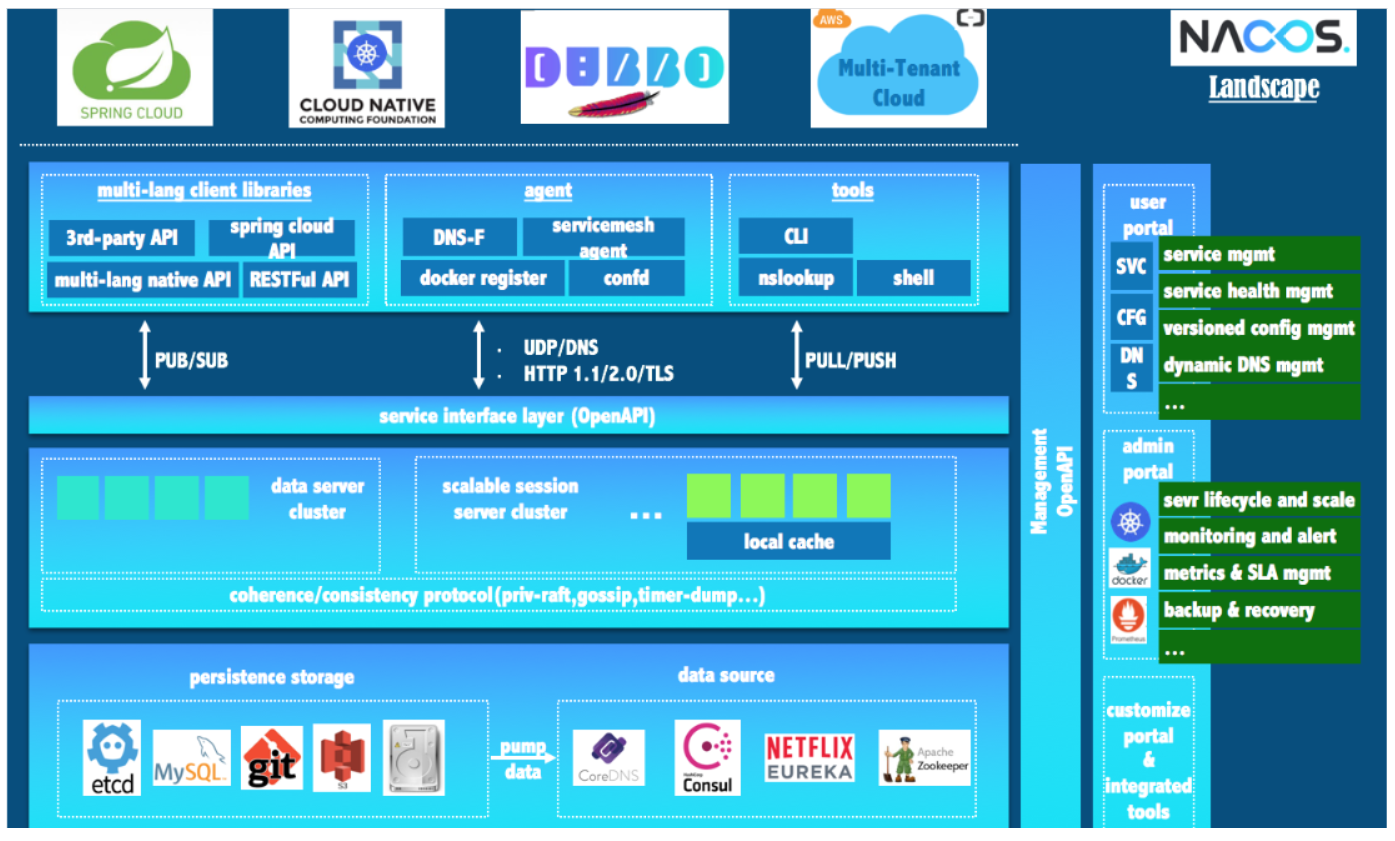 SPRING CLOUD
CLOUD NATIVE
COMPUTING FOUNDATION
DUBBO
AWS
Multi-Tenant
Cloud
NACOS.
Landscape
multi-lang client libraries
3rd-party API
spring cloud
API
multi-lang native API
RESTFul API
agent
DNS-F
servicemesh
agent
docker register
confd
tools
CLI
nslookup
shell
PUB/SUB
· UDP/DNS
· HTTP 1.1/2.0/TLS
PULL/PUSH
service interface layer (OpenAPI)
data server
cluster
scalable session
server cluster
...
local cache
coherence/consistency protocol(priv-raft,gossip,timer-dump...)
persistence storage
etcd
MySQL
git
S3
pump
data
data source
CoreDNS
HashiCorp
Consul
NETFLIX
EUREKA
Apache
Zookeeper
Management
OpenAPI
user
portal
SVC
CFG
DN
S
service mgmt
service health mgmt
versioned config mgmt
dynamic DNS mgmt
...
admin
portal
docker
Prometheus
sevr lifecycle and scale
monitoring and alert
metrics & SLA mgmt
backup & recovery
...
customize
portal
&
integrated
tools